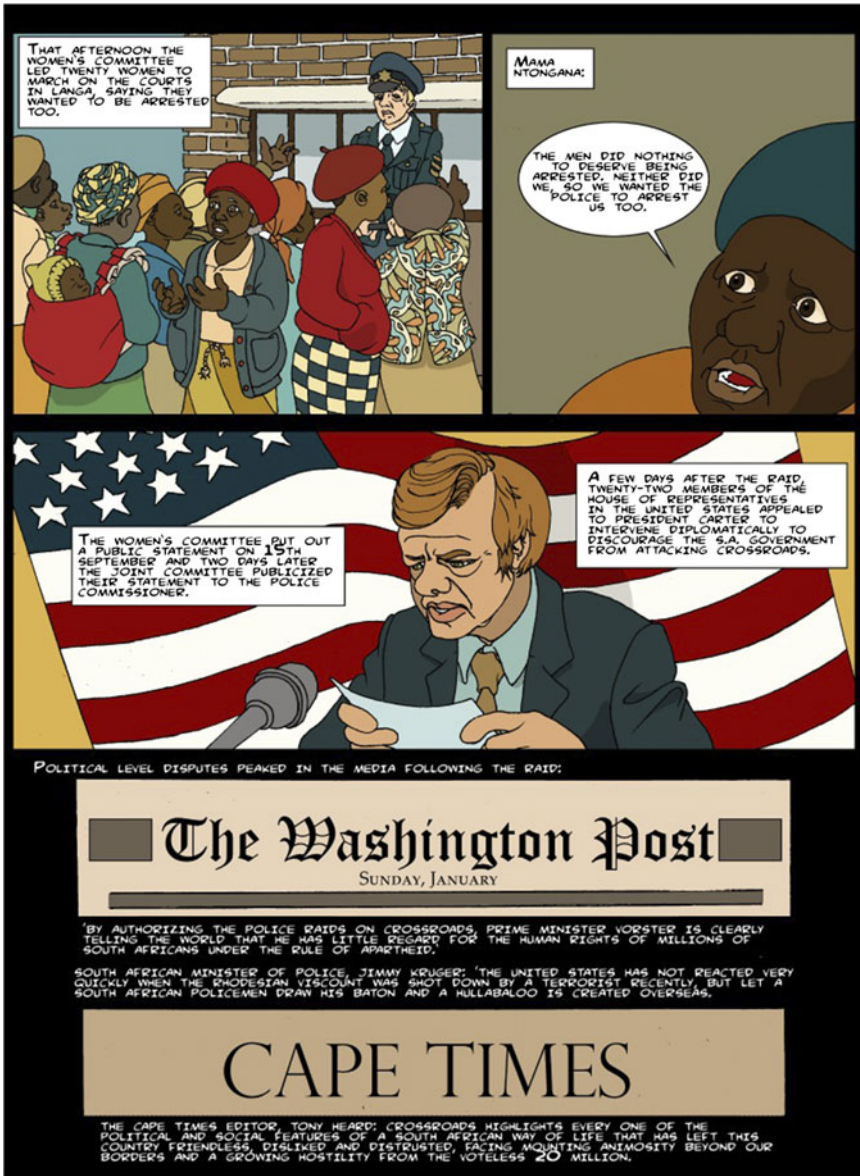 THAT AFTERNOON THE
WOMEN'S COMMITTEE
LED TWENTY WOMEN TO
MARCH ON THE COURTS
IN LANGA, SAYING THEY
WANTED TO BE ARRESTED
TOO.
MAMA
NTONGANA:
THE MEN DID NOTHING
TO DESERVE BEING
ARRESTED. NEITHER DID
WE, SO WE WANTED THE
POLICE TO ARREST
US TOO.
THE WOMEN'S COMMITTEE PUT OUT
A PUBLIC STATEMENT ON 15TH
SEPTEMBER AND TWO DAYS LATER
THE JOINT COMMITTEE PUBLICIZED
THEIR STATEMENT TO THE POLICE
COMMISSIONER.
A FEW DAYS AFTER THE RAID,
TWENTY-TWO MEMBERS OF THE
HOUSE OF REPRESENTATIVES
IN THE UNITED STATES APPEALED
TO PRESIDENT CARTER TO
INTERVENE DIPLOMATICALLY TO
DISCOURAGE THE S.A. GOVERNMENT
FROM ATTACKING CROSSROADS.
POLITICAL LEVEL DISPUTES PEAKED IN THE MEDIA FOLLOWING THE RAID:
The Washington Post
SUNDAY, JANUARY
'BY AUTHORIZING THE POLICE RAIDS ON CROSSROADS, PRIME MINISTER VORSTER IS CLEARLY
TELLING THE WORLD THAT HE HAS LITTLE REGARD FOR THE HUMAN RIGHTS OF MILLIONS OF
SOUTH AFRICANS UNDER THE RULE OF APARTHEID.'
SOUTH AFRICAN MINISTER OF POLICE, JIMMY KRUGER: 'THE UNITED STATES HAS NOT REACTED VERY
QUICKLY WHEN THE RHODESIAN VISCOUNT WAS SHOT DOWN BY A TERRORIST RECENTLY, BUT LET A
SOUTH AFRICAN POLICEMEN DRAW HIS BATON AND A HULLABALOO IS CREATED OVERSEAS.
CAPE TIMES
THE CAPE TIMES EDITOR, TONY HEARD: CROSSROADS HIGHLIGHTS EVERY ONE OF THE
POLITICAL AND SOCIAL FEATURES OF A SOUTH AFRICAN WAY OF LIFE THAT HAS LEFT THIS
COUNTRY FRIENDLESS, DISLIKED AND DISTRUSTED, FACING MOUNTING ANIMOSITY BEYOND OUR
BORDERS AND A GROWING HOSTILITY FROM THE VOTELESS 20 MILLION.